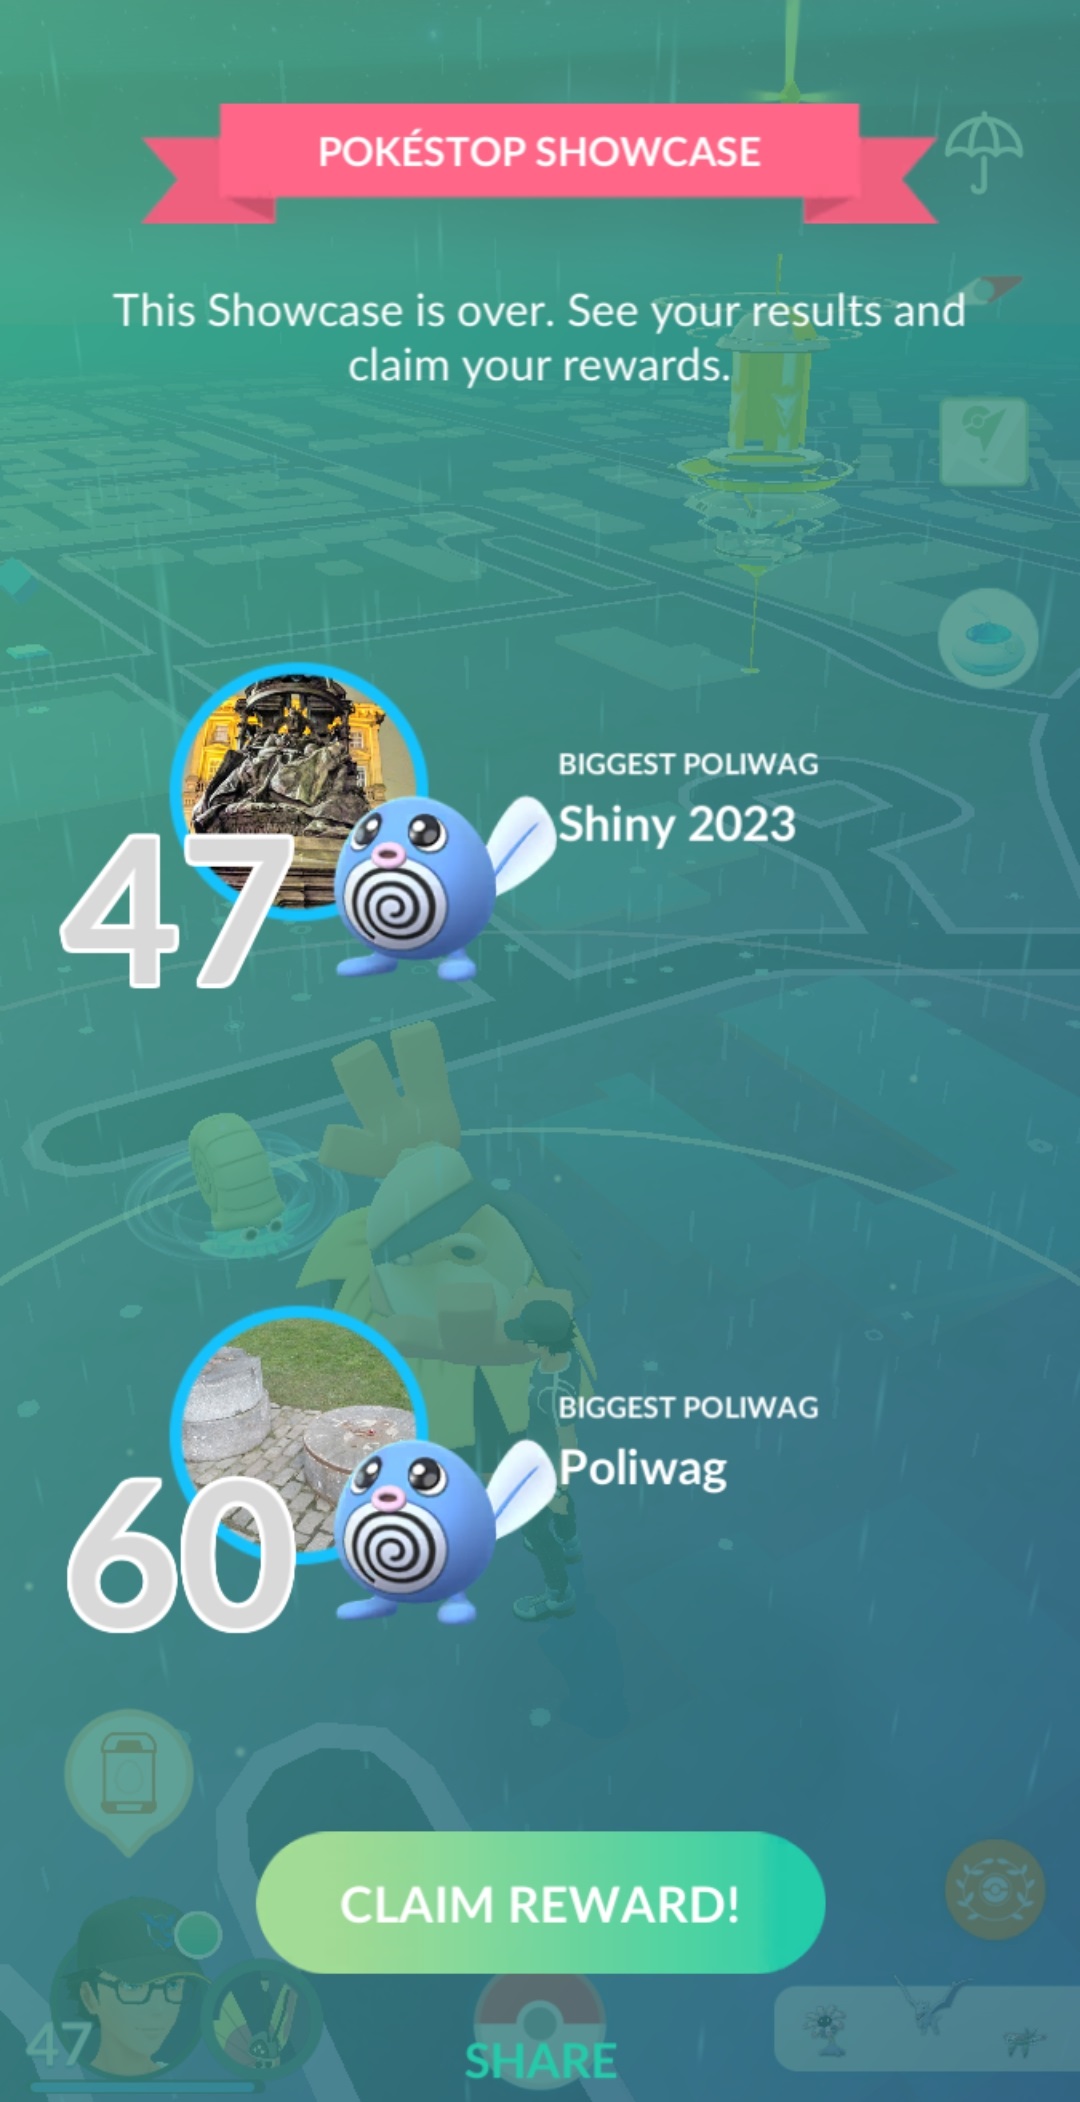 POKÉSTOP SHOWCASE
This Showcase is over. See your results and
claim your rewards.
BIGGEST POLIWAG
Shiny 2023
47
BIGGEST POLIWAG
Poliwag
60
CLAIM REWARD!
47
SHARE